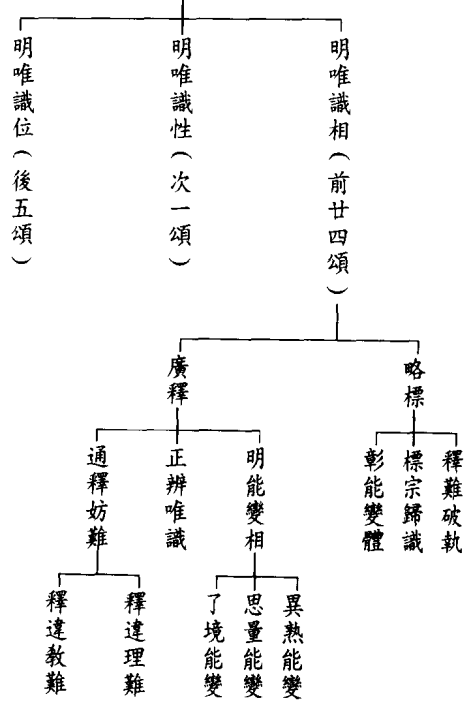 明唯識相（前廿四頌）
明唯識性（次一頌）
明唯識位（後五頌）
略標
廣釋
釋難破執
標宗歸識
彰能變體
明能變相
正辨唯識
通釋妨難
異熟能變
思量能變
了境能變
釋違理難
釋違教難